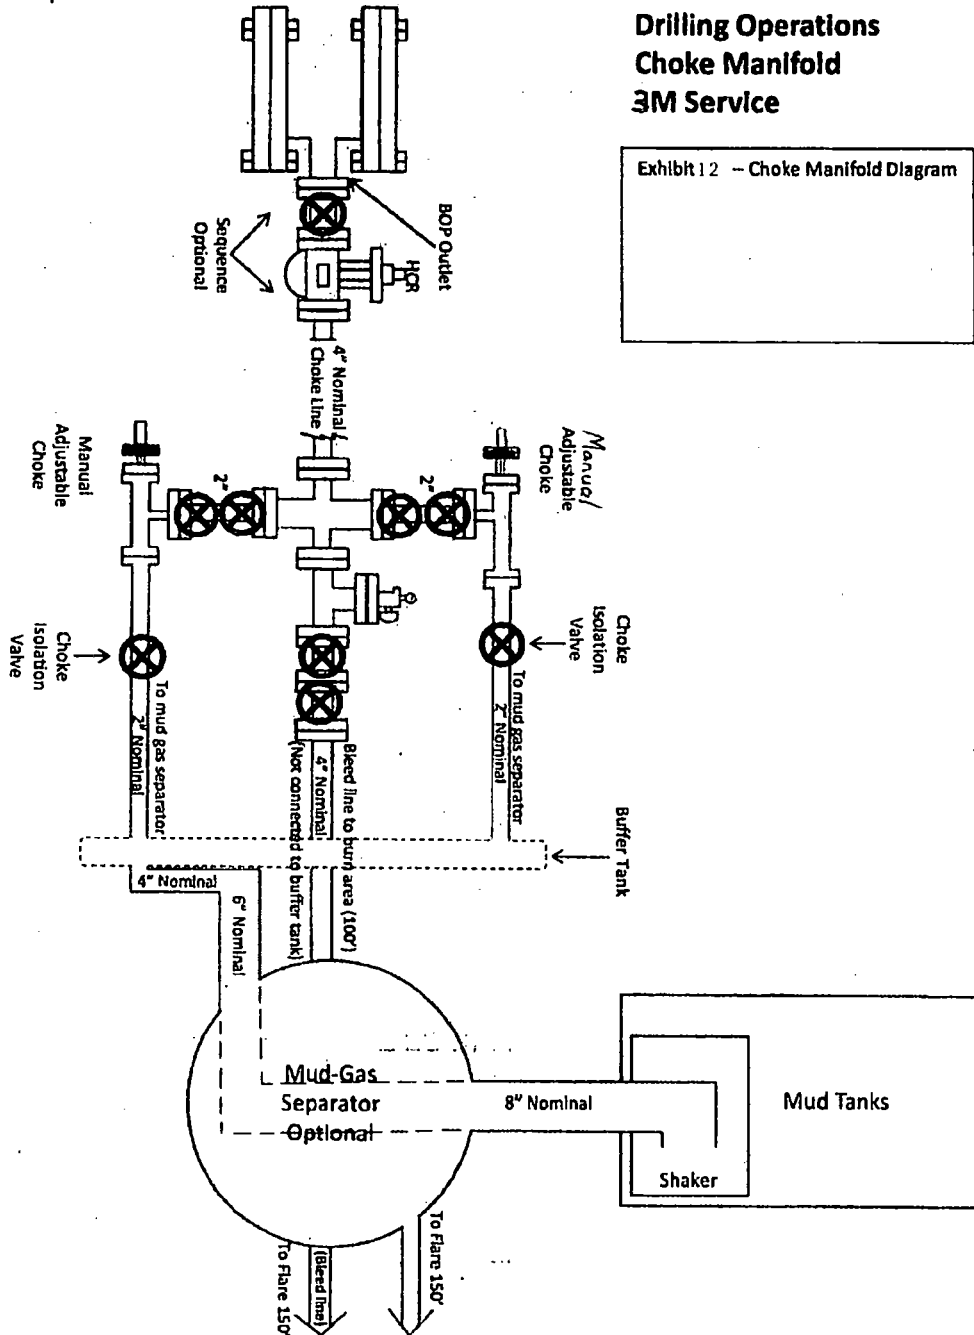 Drilling Operations
Choke Manifold
3M Service
Exhibit 12 -- Choke Manifold Diagram
BOP Outlet
HCR
Sequence
Optional
4" Nominal
Choke Line
Manual
Adjustable
Choke
2"
2"
Manual
Adjustable
Choke
Choke
Isolation
Valve
Choke
Isolation
Valve
To mud gas separator
2" Nominal
Bleed line to burn area (100')
4" Nominal
(Not connected to buffer tank)
To mud gas separator
2" Nominal
Buffer Tank
4" Nominal
6" Nominal
Mud-Gas
Separator
Optional
8" Nominal
Mud Tanks
Shaker
To Flare 150'
(Bleed line)
To Flare 150'